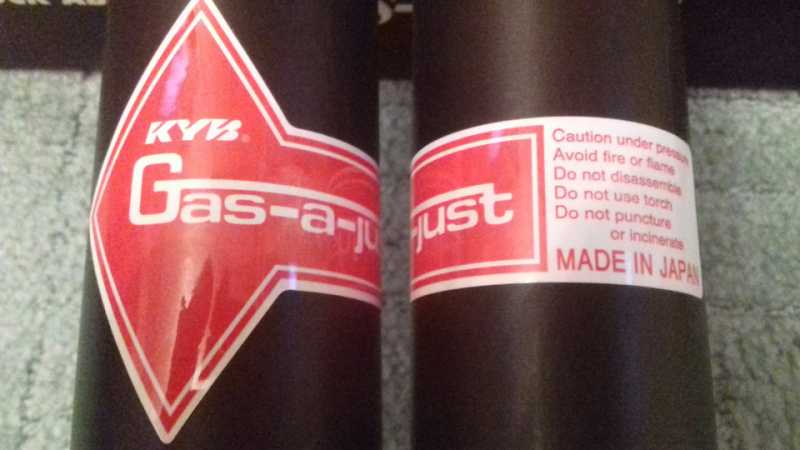 KYB®
Gas-a-ju
-just
Caution under pressure
Avoid fire or flame
Do not disassemble
Do not use torch
Do not puncture
or incinerate
MADE IN JAPAN